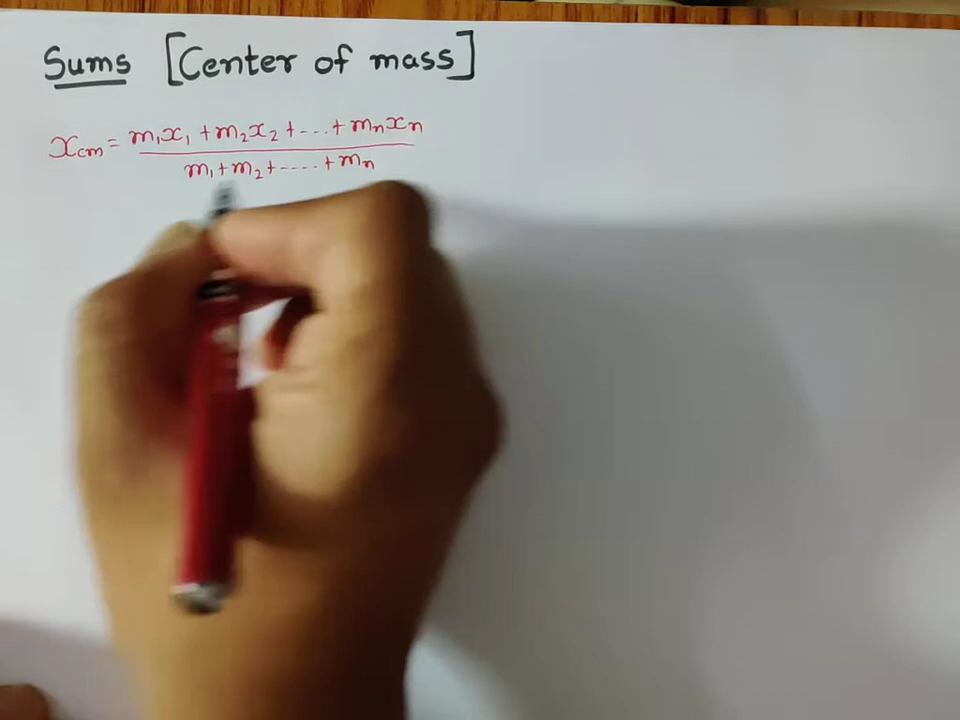 Sums [Center of mass]
xcm = m₁x₁ + m₂x₂ + ... + mₙxₙ
m₁ + m₂ + .... + mₙ